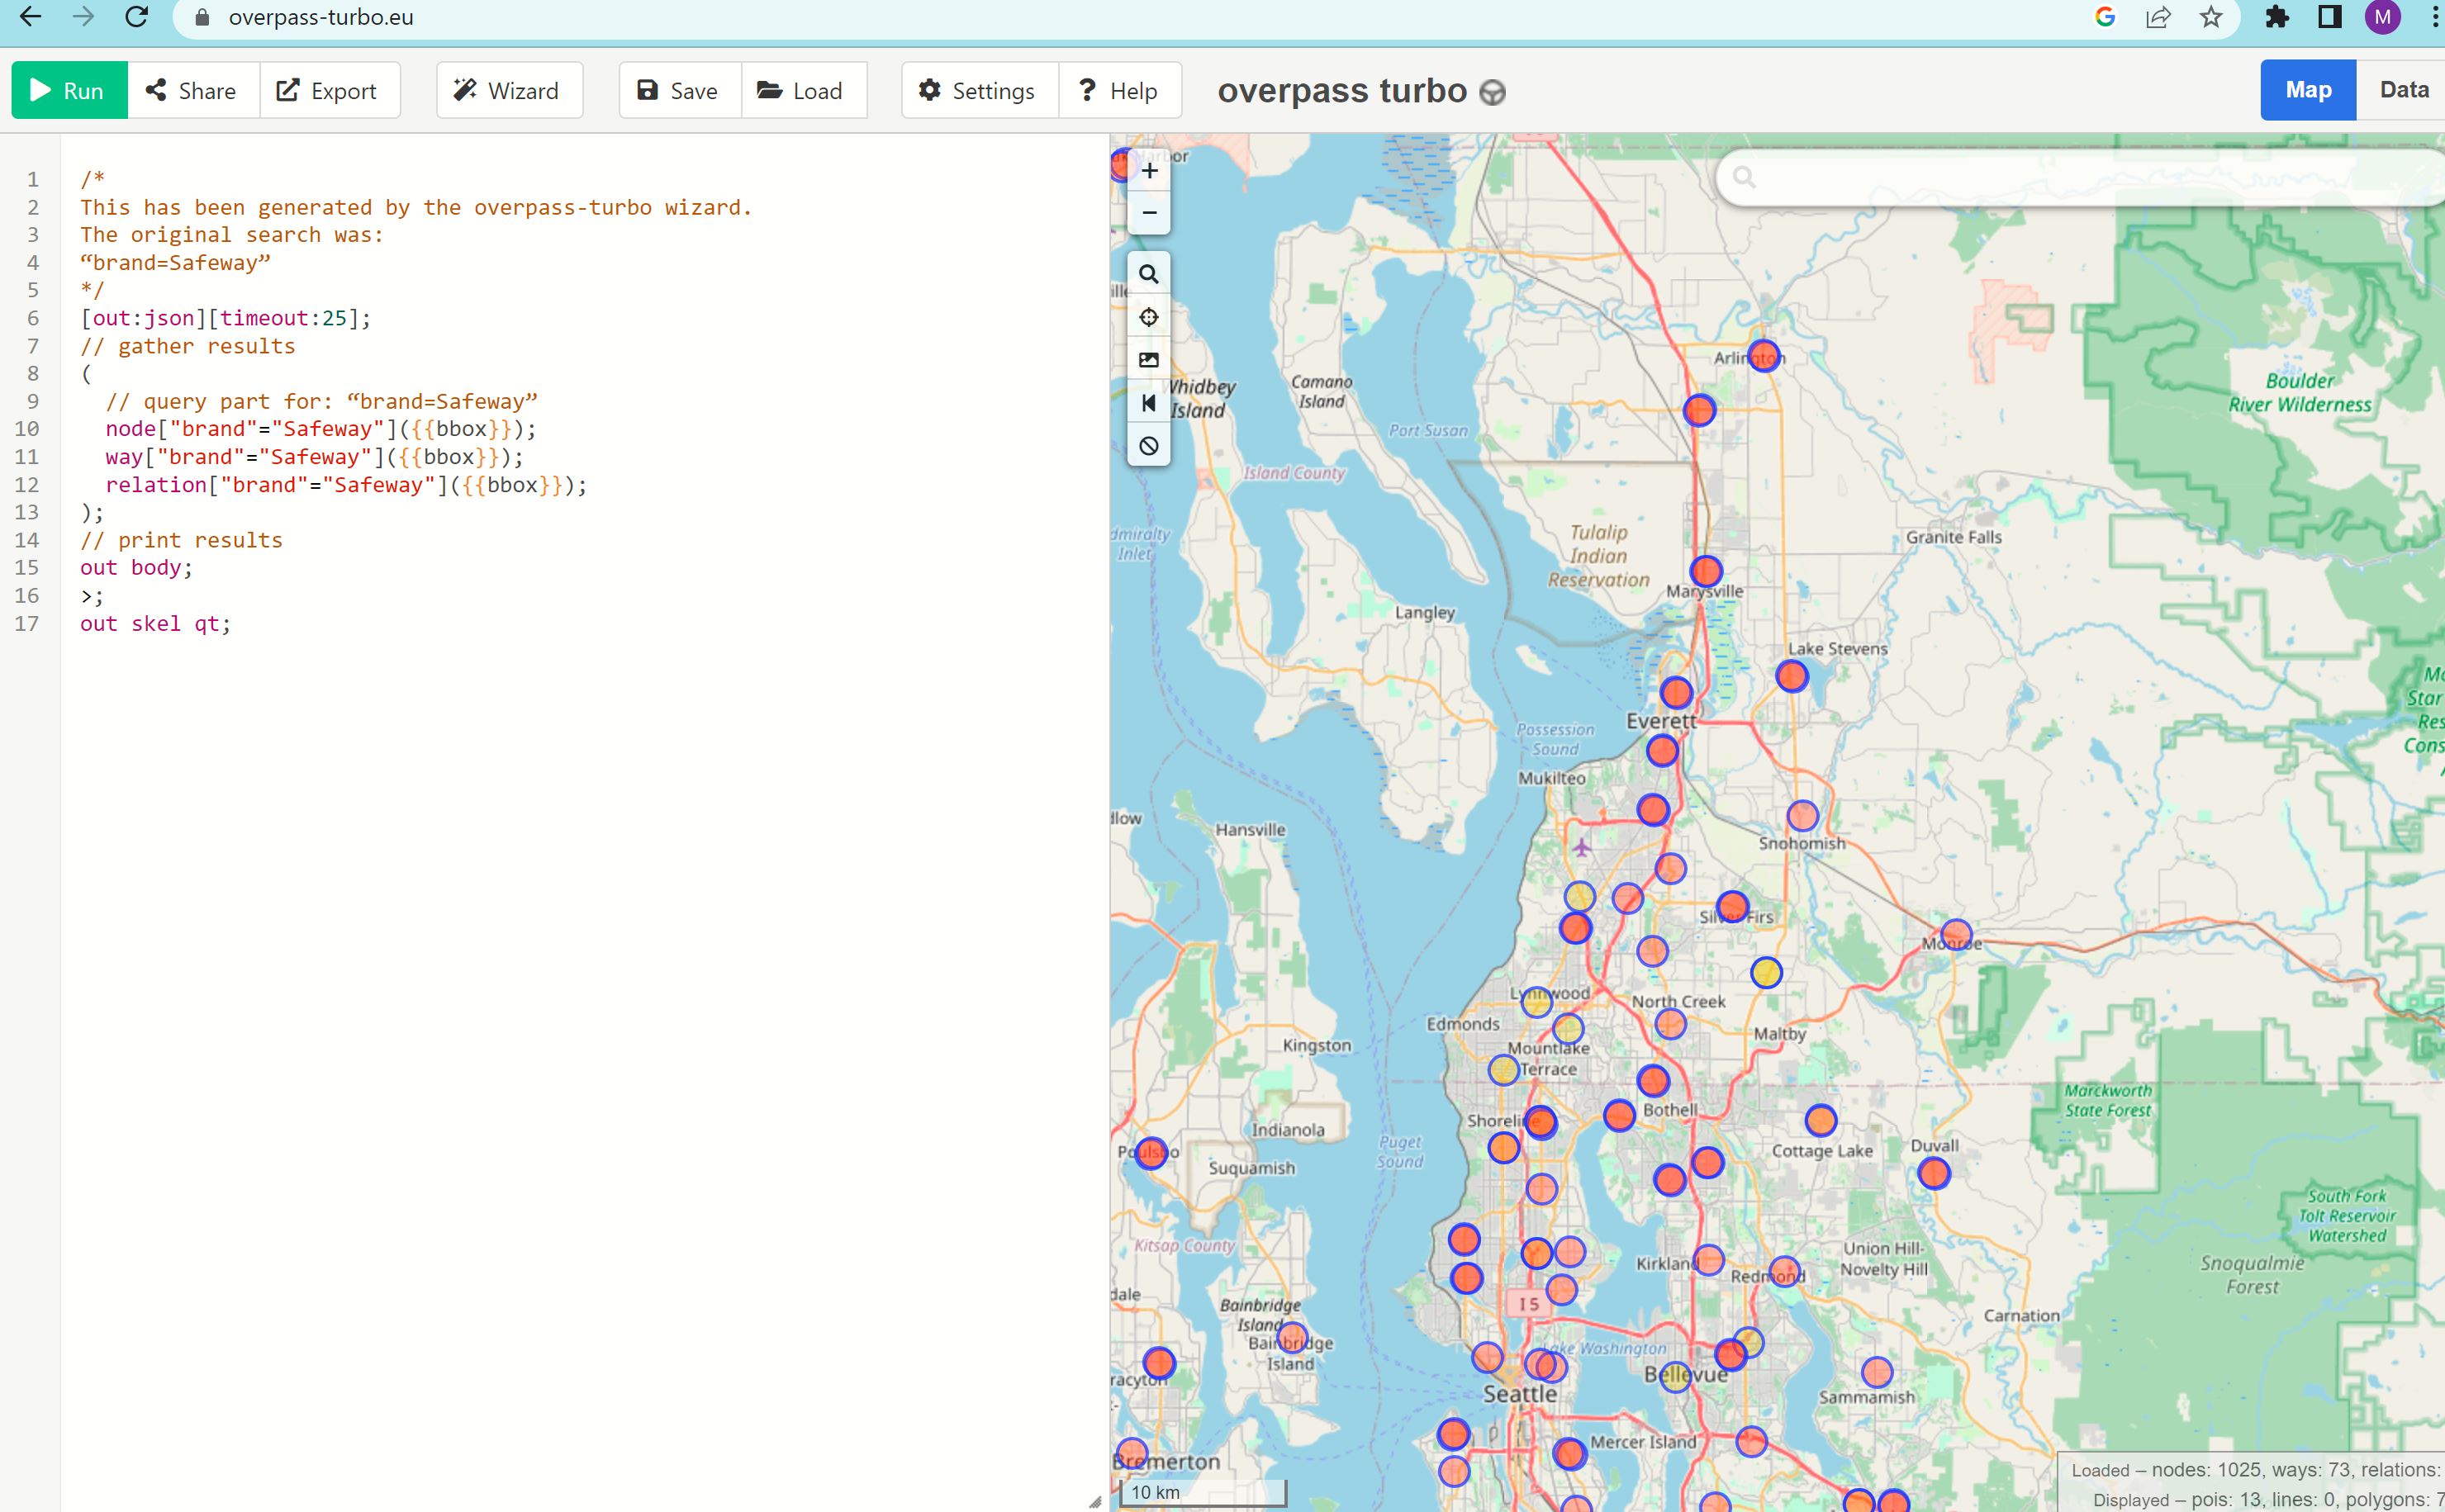 overpass-turbo.eu
M
Run
Share
Export
Wizard
Save
Load
Settings
? Help
overpass turbo
Map
Data
1 /*
2 This has been generated by the overpass-turbo wizard.
3 The original search was:
4 “brand=Safeway”
5 */
6 [out:json][timeout:25];
7 // gather results
8 (
9 // query part for: “brand=Safeway”
10 node["brand"="Safeway"]({{bbox}});
11 way["brand"="Safeway"]({{bbox}});
12 relation["brand"="Safeway"]({{bbox}});
13 );
14 // print results
15 out body;
16 >;
17 out skel qt;
+
−
Arlington
Whidbey
Island
Camano
Island
Boulder
River Wilderness
Port Susan
Island County
Tulalip
Indian
Reservation
Granite Falls
dmiralty
Inlet
Marysville
Langley
Lake Stevens
Everett
Possession
Sound
Mukilteo
Star
Res
Cons
dlow
Hansville
Snohomish
Silver Firs
Monroe
Lynnwood
North Creek
Edmonds
Maltby
Kingston
Mountlake
Terrace
Marckworth
State Forest
Bothell
Shoreline
Indianola
Puget
Sound
Cottage Lake
Duvall
Poulsbo
Suquamish
South Fork
Tolt Reservoir
Watershed
Kitsap County
Union Hill-
Novelty Hill
Kirkland
Redmond
Snoqualmie
Forest
dale
I 5
Bainbridge
Island
Bainbridge
Island
Carnation
Lake Washington
racyton
Bellevue
Seattle
Sammamish
Mercer Island
Bremerton
10 km
Loaded – nodes: 1025, ways: 73, relations:
Displayed – pois: 13, lines: 0, polygons: 7